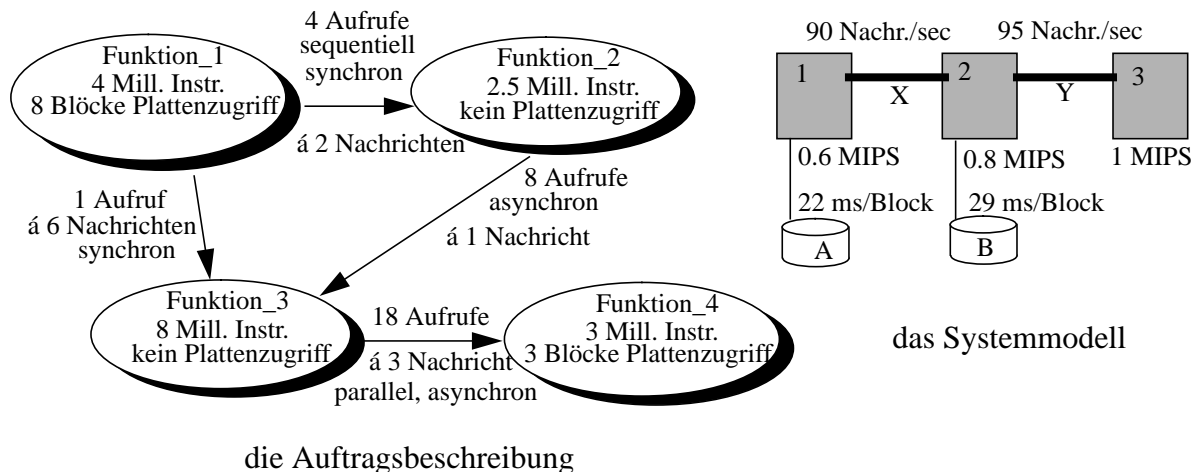 Funktion_1
4 Mill. Instr.
8 Blöcke Plattenzugriff
4 Aufrufe
sequentiell
synchron
á 2 Nachrichten
Funktion_2
2.5 Mill. Instr.
kein Plattenzugriff
1 Aufruf
á 6 Nachrichten
synchron
8 Aufrufe
asynchron
á 1 Nachricht
Funktion_3
8 Mill. Instr.
kein Plattenzugriff
18 Aufrufe
á 3 Nachricht
parallel, asynchron
Funktion_4
3 Mill. Instr.
3 Blöcke Plattenzugriff
die Auftragsbeschreibung
90 Nachr./sec 95 Nachr./sec
1 2 3
X Y
0.6 MIPS 0.8 MIPS 1 MIPS
22 ms/Block 29 ms/Block
A B
das Systemmodell